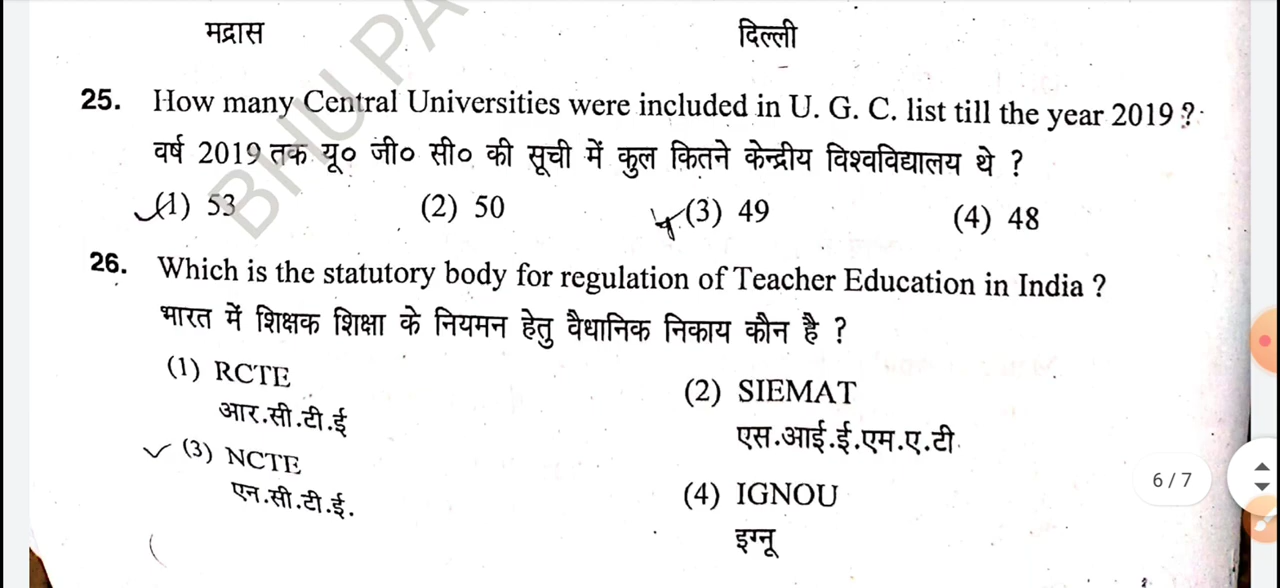 मद्रास दिल्ली
25. How many Central Universities were included in U. G. C. list till the year 2019 ?
वर्ष 2019 तक यू० जी० सी० की सूची में कुल कितने केन्द्रीय विश्वविद्यालय थे ?
(1) 53 (2) 50 (3) 49 (4) 48
26. Which is the statutory body for regulation of Teacher Education in India ?
भारत में शिक्षक शिक्षा के नियमन हेतु वैधानिक निकाय कौन है ?
(1) RCTE (2) SIEMAT
आर.सी.टी.ई एस.आई.ई.एम.ए.टी.
(3) NCTE (4) IGNOU
एन.सी.टी.ई. इग्नू
6 / 7
BHU PA